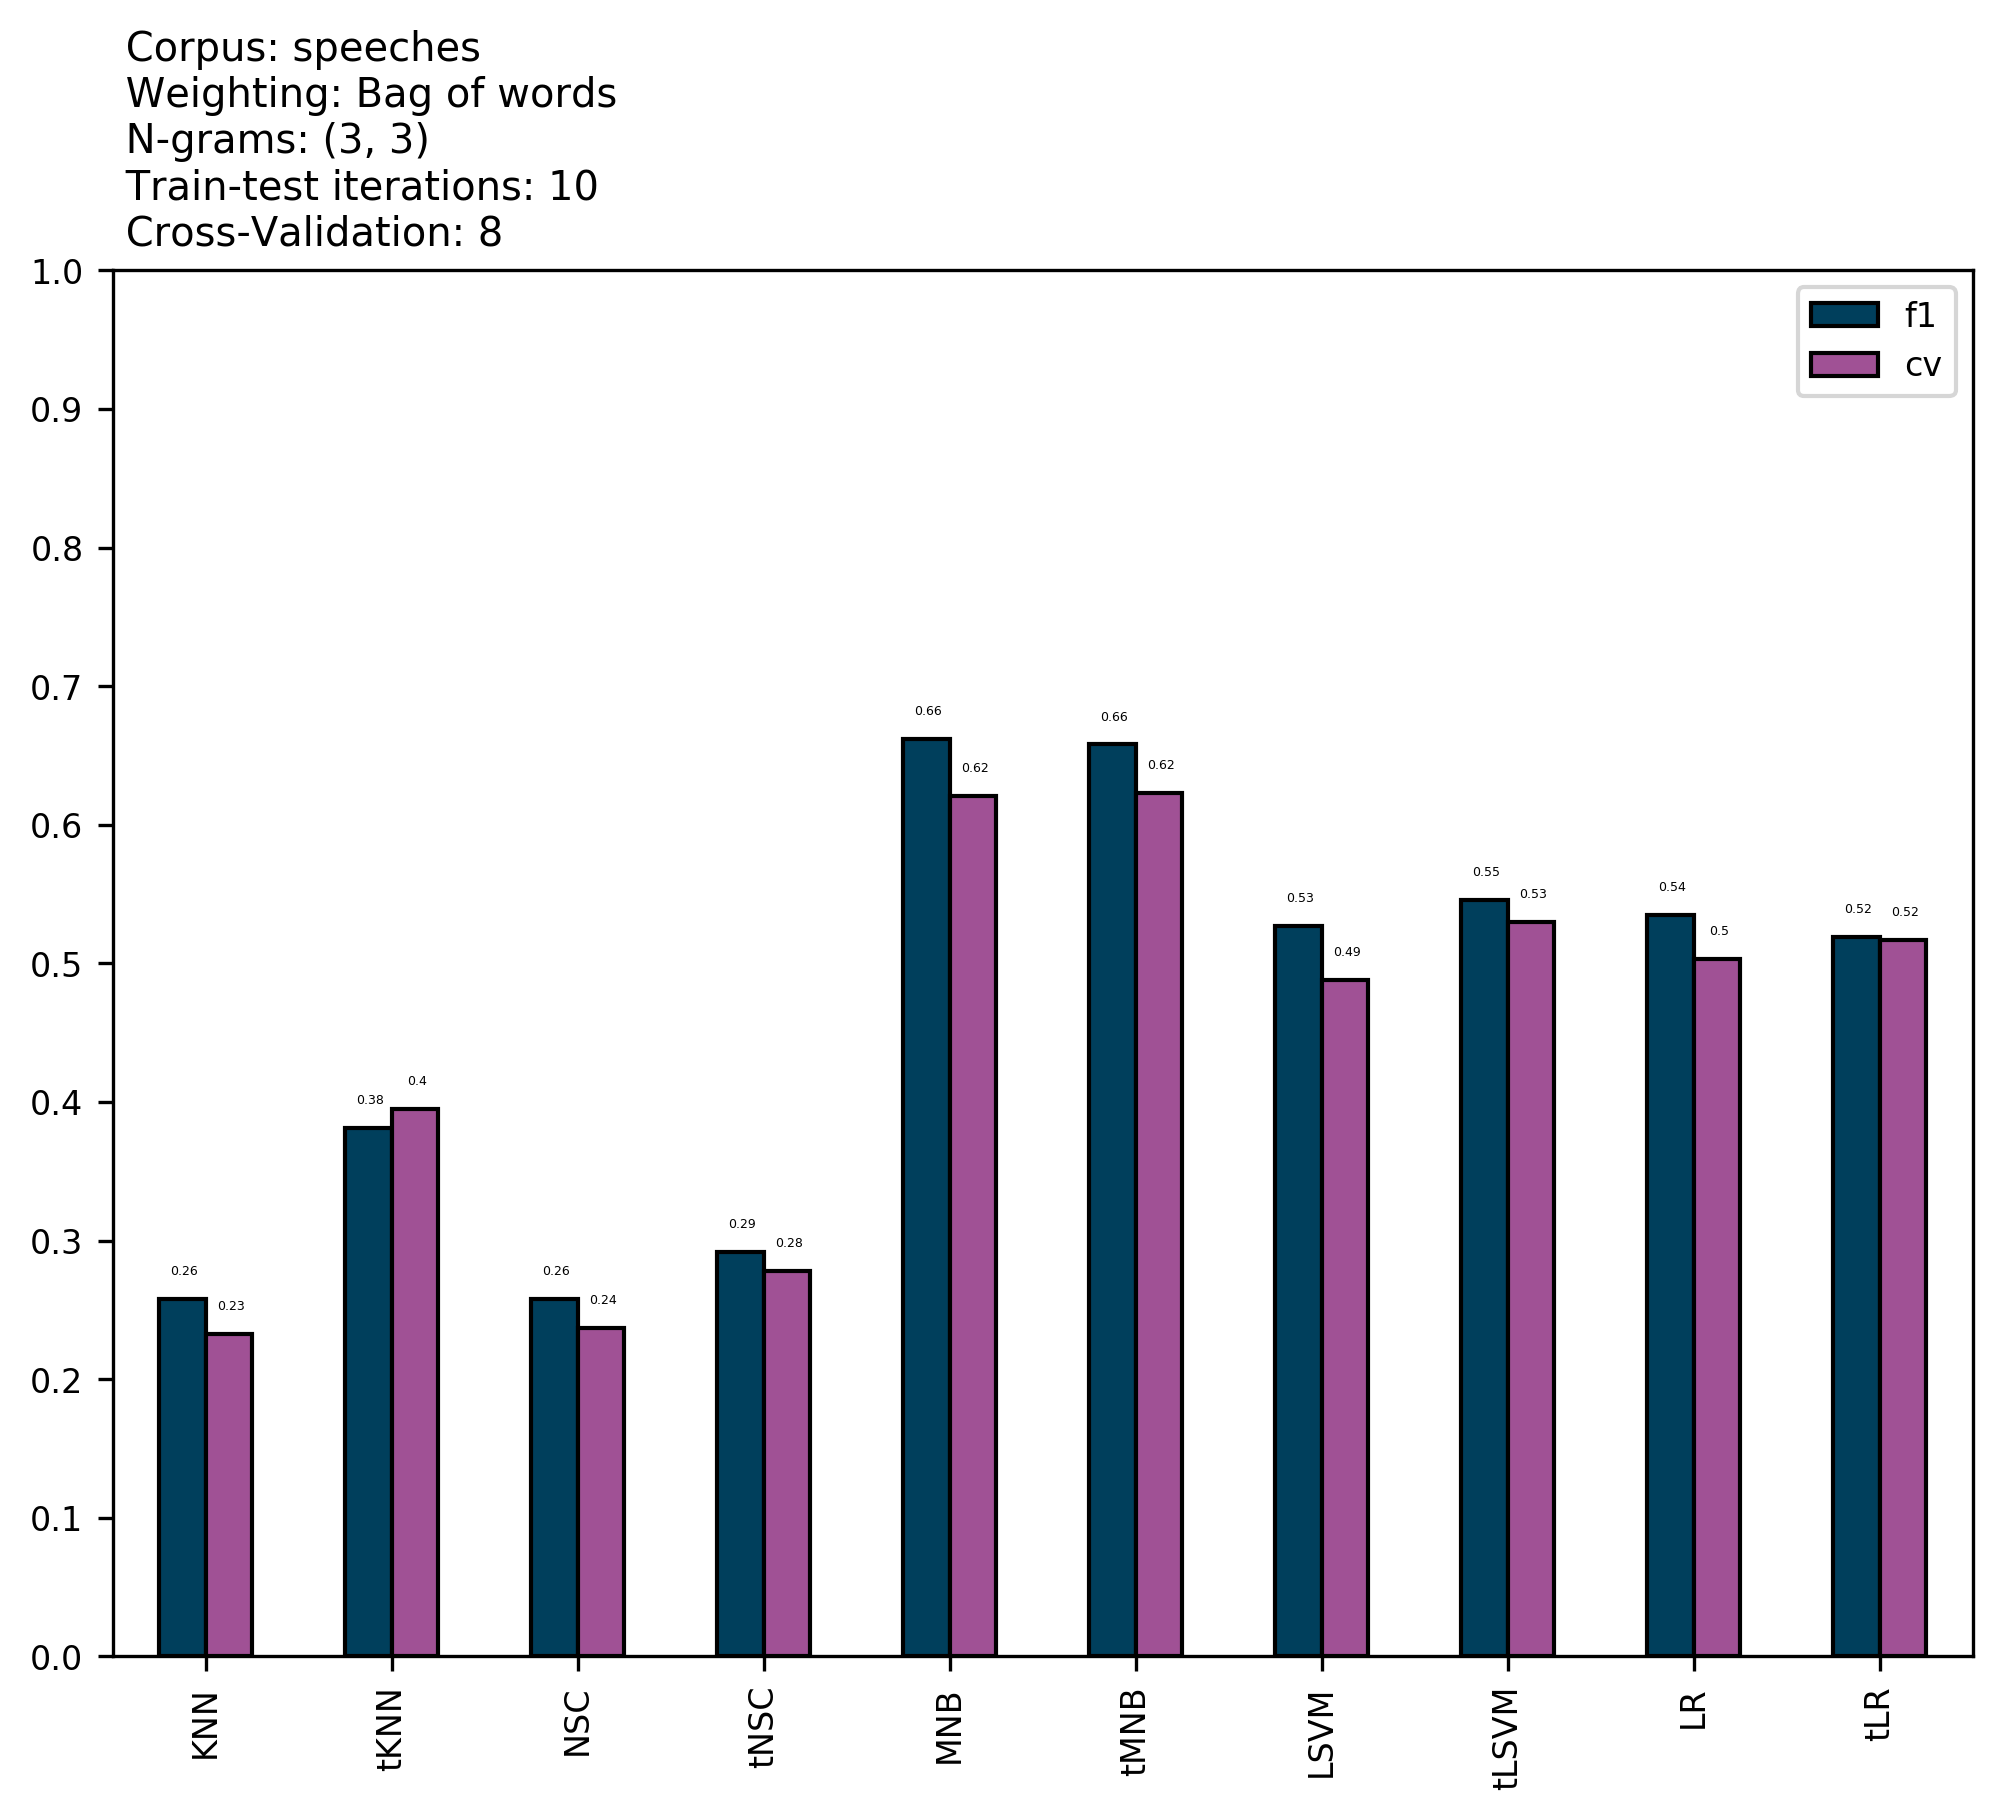 Corpus: speeches
Weighting: Bag of words
N-grams: (3, 3)
Train-test iterations: 10
Cross-Validation: 8
1.0
0.9
0.8
0.7
0.6
0.5
0.4
0.3
0.2
0.1
0.0
f1
cv
0.26
0.23
0.38
0.4
0.26
0.24
0.29
0.28
0.66
0.62
0.66
0.62
0.53
0.49
0.55
0.53
0.54
0.5
0.52
0.52
KNN
tKNN
NSC
tNSC
MNB
tMNB
LSVM
tLSVM
LR
tLR